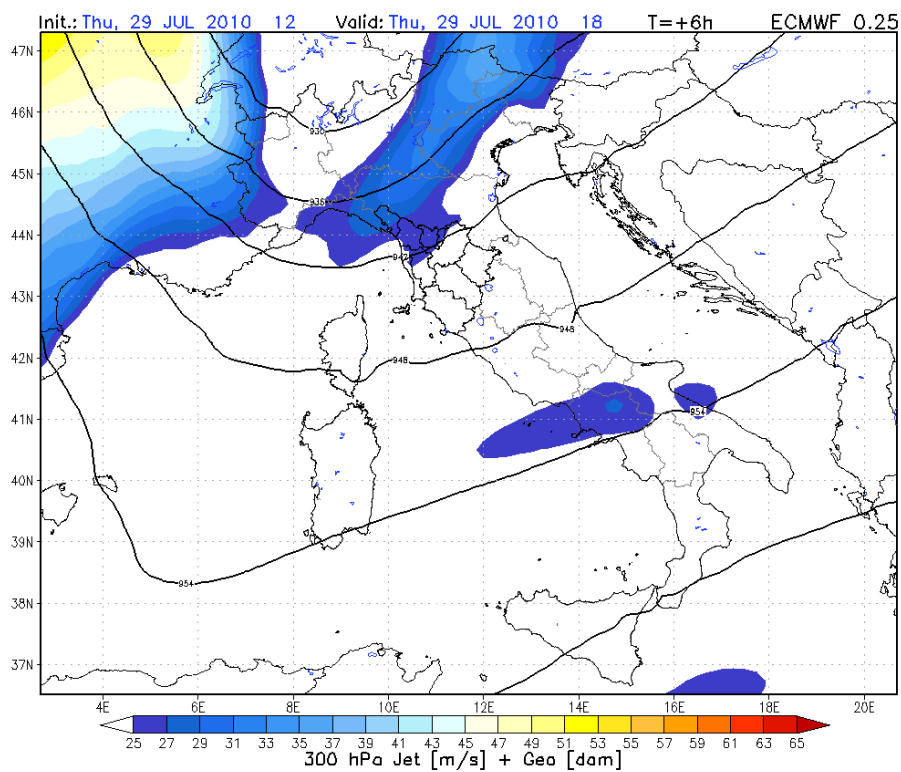 Init.: Thu, 29 JUL 2010 12 Valid: Thu, 29 JUL 2010 18 T=+6h ECMWF 0.25
47N
46N
45N
44N
43N
42N
41N
40N
39N
38N
37N
936
948
948
954
954
4E 6E 8E 10E 12E 14E 16E 18E 20E
25 27 29 31 33 35 37 39 41 43 45 47 49 51 53 55 57 59 61 63 65
300 hPa Jet [m/s] + Geo [dam]